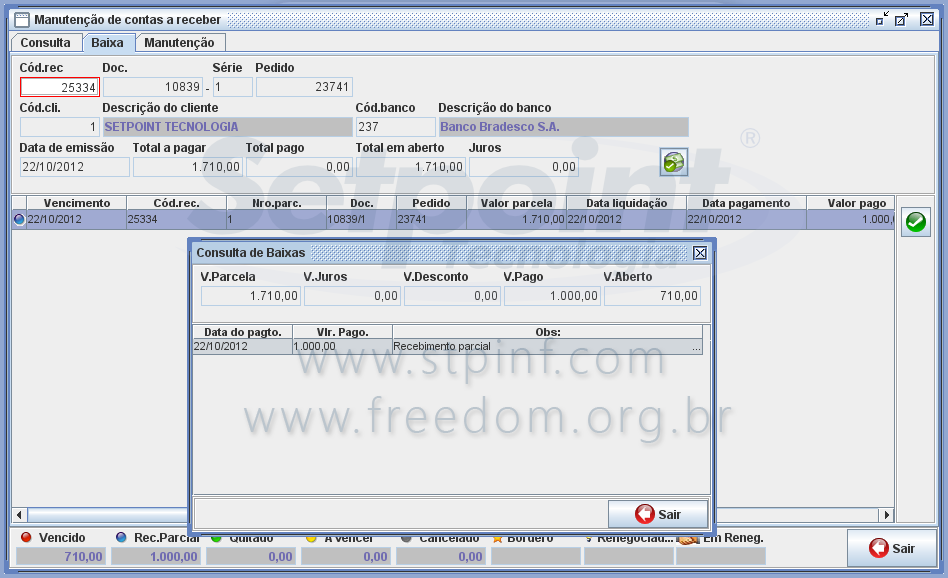 Manutenção de contas a receber
Consulta Baixa Manutenção
Cód.rec Doc. Série Pedido
25334 10839 - 1 23741
Cód.cli. Descrição do cliente Cód.banco Descrição do banco
1 SETPOINT TECNOLOGIA 237 Banco Bradesco S.A.
Data de emissão Total a pagar Total pago Total em aberto Juros
22/10/2012 1.710,00 0,00 1.710,00 0,00
Setpoint ®
Tecnologia
Vencimento Cód.rec. Nro.parc. Doc. Pedido Valor parcela Data liquidação Data pagamento Valor pago
22/10/2012 25334 1 10839/1 23741 1.710,00 22/10/2012 22/10/2012 1.000,
Consulta de Baixas
V.Parcela V.Juros V.Desconto V.Pago V.Aberto
1.710,00 0,00 0,00 1.000,00 710,00
Data do pagto. Vlr. Pago. Obs:
22/10/2012 1.000,00 Recebimento parcial ...
www.stpinf.com
www.freedom.org.br
Sair
Vencido Rec.Parcial Quitado À vencer Cancelado Bordero Renegociad... Em Reneg.
710,00 1.000,00 0,00 0,00 0,00
Sair